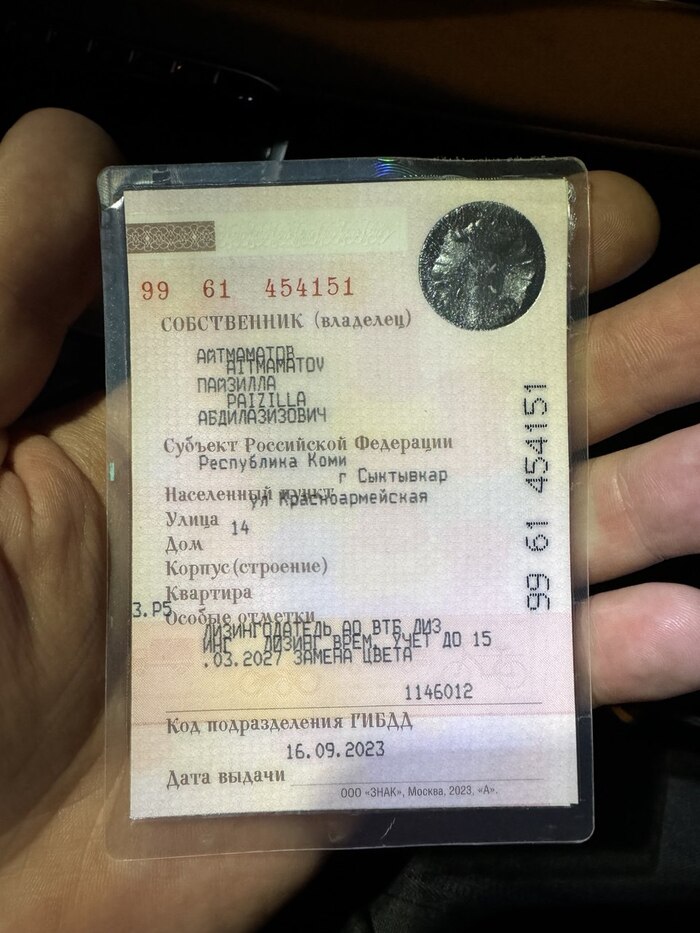 99 61 454151
СОБСТВЕННИК (владелец)
АЙТМАМАТОВ
AITMAMATOV
ПАЙЗИЛЛА
PAIZILLA
АБДИЛАЗИЗОВИЧ
Субъект Российской Федерации
Республика Коми
г Сыктывкар
Населенный пункт
ул Красноармейская
Улица
14
Дом
Корпус (строение)
Квартира
З.Р5
Особые отметки
ЛИЗИНГОДАТЕЛЬ АО ВТБ ЛИЗ
ИНГ ЛИЗИНГ ВРЕМ. УЧЕТ ДО 15
.03.2027 ЗАМЕНА ЦВЕТА
1146012
Код подразделения ГИБДД
16.09.2023
Дата выдачи
ООО «ЗНАК», Москва, 2023, «А».
99 61 454151